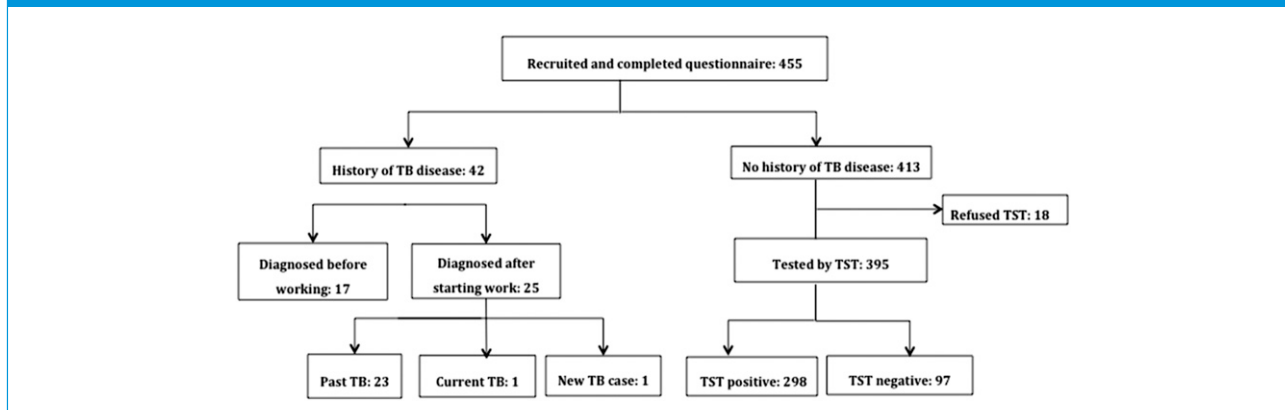 Recruited and completed questionnaire: 455
History of TB disease: 42
No history of TB disease: 413
Refused TST: 18
Diagnosed before
working: 17
Diagnosed after
starting work: 25
Tested by TST: 395
Past TB: 23
Current TB: 1
New TB case: 1
TST positive: 298
TST negative: 97